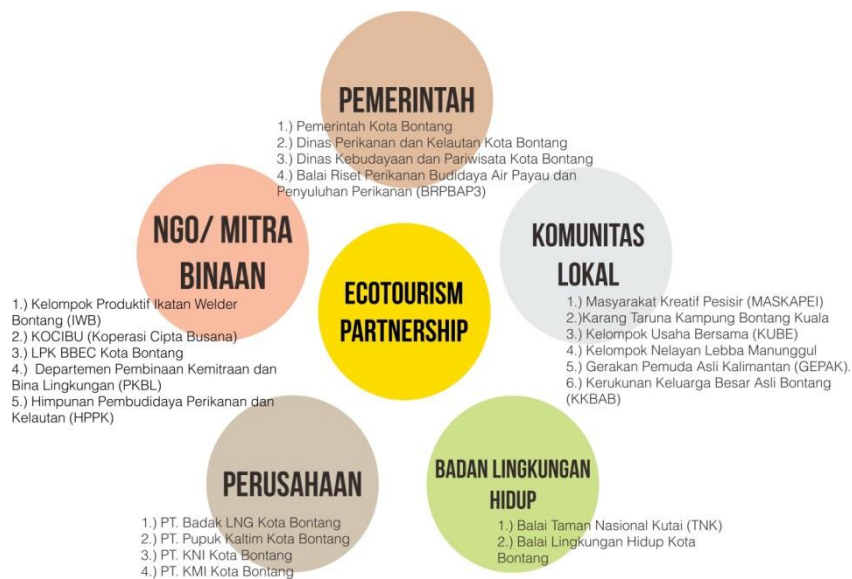 PEMERINTAH
1.) Pemerintah Kota Bontang
2.) Dinas Perikanan dan Kelautan Kota Bontang
3.) Dinas Kebudayaan dan Pariwisata Kota Bontang
4.) Balai Riset Perikanan Budidaya Air Payau dan
Penyuluhan Perikanan (BRPBAP3)
NGO/ MITRA
BINAAN
1.) Kelompok Produktif Ikatan Welder
Bontang (IWB)
2.) KOCIBU (Koperasi Cipta Busana)
3.) LPK BBEC Kota Bontang
4.) Departemen Pembinaan Kemitraan dan
Bina Lingkungan (PKBL)
5.) Himpunan Pembudidaya Perikanan dan
Kelautan (HPPK)
ECOTOURISM
PARTNERSHIP
KOMUNITAS
LOKAL
1.) Masyarakat Kreatif Pesisir (MASKAPEI)
2.)Karang Taruna Kampung Bontang Kuala
3.) Kelompok Usaha Bersama (KUBE)
4.) Kelompok Nelayan Lebba Manunggul
5.) Gerakan Pemuda Asli Kalimantan (GEPAK).
6.) Kerukunan Keluarga Besar Asli Bontang
(KKBAB)
PERUSAHAAN
1.) PT. Badak LNG Kota Bontang
2.) PT. Pupuk Kaltim Kota Bontang
3.) PT. KNI Kota Bontang
4.) PT. KMI Kota Bontang
BADAN LINGKUNGAN
HIDUP
1.) Balai Taman Nasional Kutai (TNK)
2.) Balai Lingkungan Hidup Kota
Bontang